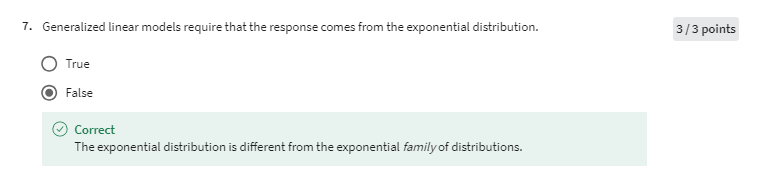 7. Generalized linear models require that the response comes from the exponential distribution.
3 / 3 points
True
False
Correct
The exponential distribution is different from the exponential family of distributions.